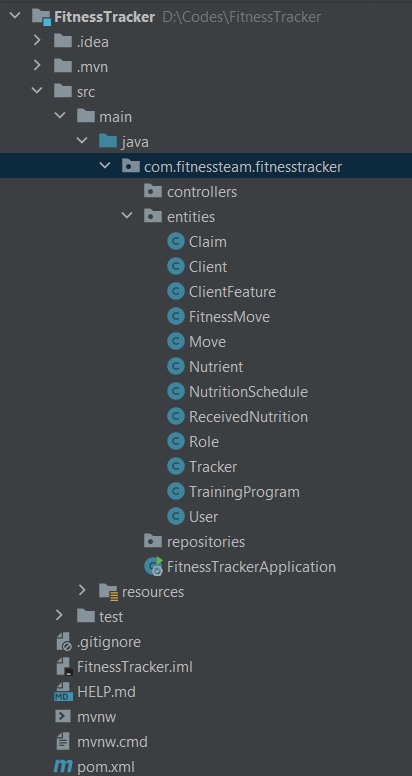 FitnessTracker D:\Codes\FitnessTracker
.idea
.mvn
src
main
java
com.fitnessteam.fitnesstracker
controllers
entities
C Claim
C Client
C ClientFeature
C FitnessMove
C Move
C Nutrient
C NutritionSchedule
C ReceivedNutrition
C Role
C Tracker
C TrainingProgram
C User
repositories
FitnessTrackerApplication
resources
test
.gitignore
FitnessTracker.iml
MD HELP.md
mvnw
mvnw.cmd
m pom.xml